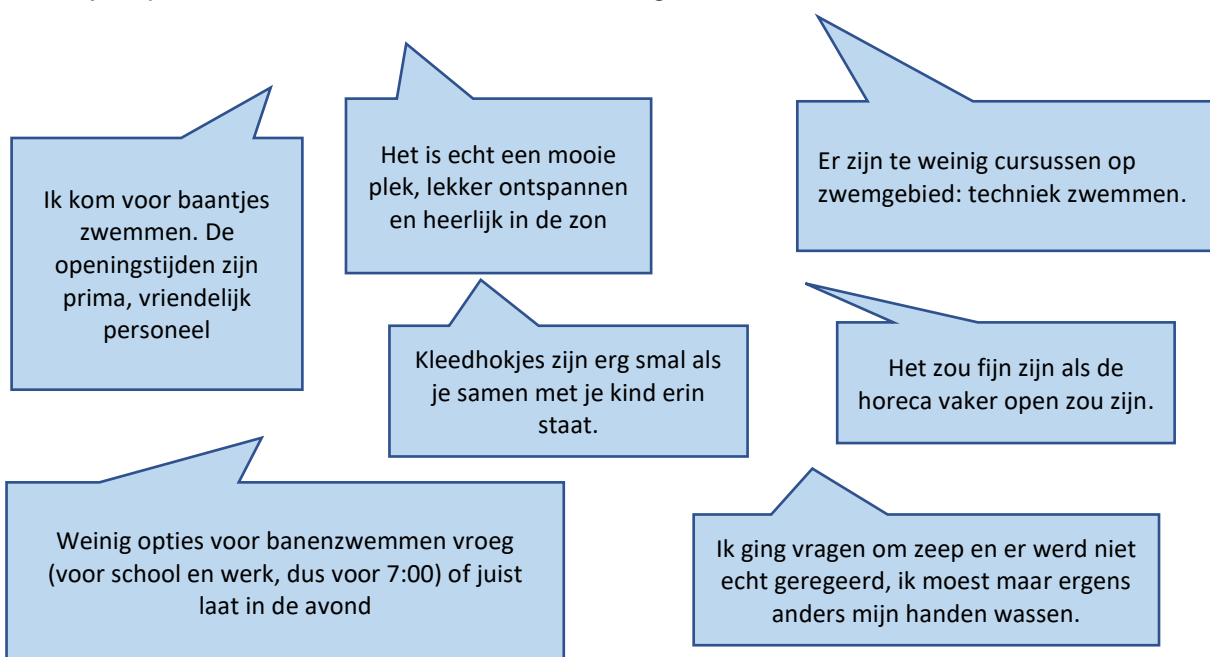 Ik kom voor baantjes
zwemmen. De
openingstijden zijn
prima, vriendelijk
personeel
Het is echt een mooie
plek, lekker ontspannen
en heerlijk in de zon
Er zijn te weinig cursussen op
zwemgebied: techniek zwemmen.
Kleedhokjes zijn erg smal als
je samen met je kind erin
staat.
Het zou fijn zijn als de
horeca vaker open zou zijn.
Weinig opties voor banenzwemmen vroeg
(voor school en werk, dus voor 7:00) of juist
laat in de avond
Ik ging vragen om zeep en er werd niet
echt geregeerd, ik moest maar ergens
anders mijn handen wassen.